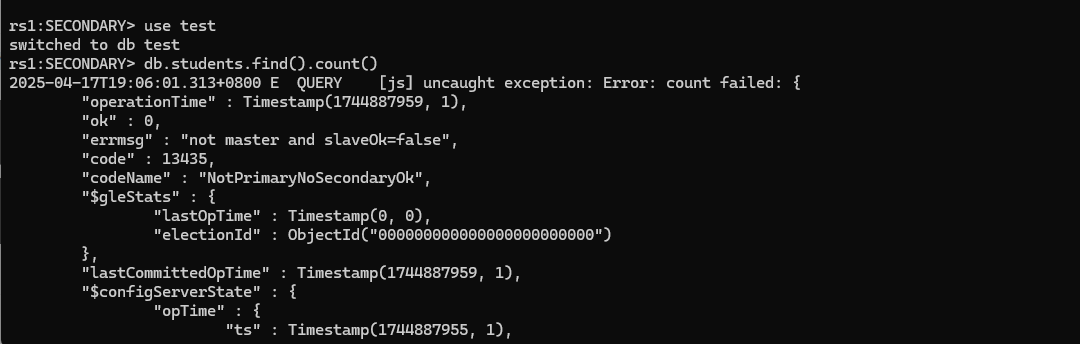 rs1:SECONDARY> use test
switched to db test
rs1:SECONDARY> db.students.find().count()
2025-04-17T19:06:01.313+0800 E  QUERY    [js] uncaught exception: Error: count failed: {
        "operationTime" : Timestamp(1744887959, 1),
        "ok" : 0,
        "errmsg" : "not master and slaveOk=false",
        "code" : 13435,
        "codeName" : "NotPrimaryNoSecondaryOk",
        "$gleStats" : {
                "lastOpTime" : Timestamp(0, 0),
                "electionId" : ObjectId("000000000000000000000000")
        },
        "lastCommittedOpTime" : Timestamp(1744887959, 1),
        "$configServerState" : {
                "opTime" : {
                        "ts" : Timestamp(1744887955, 1),